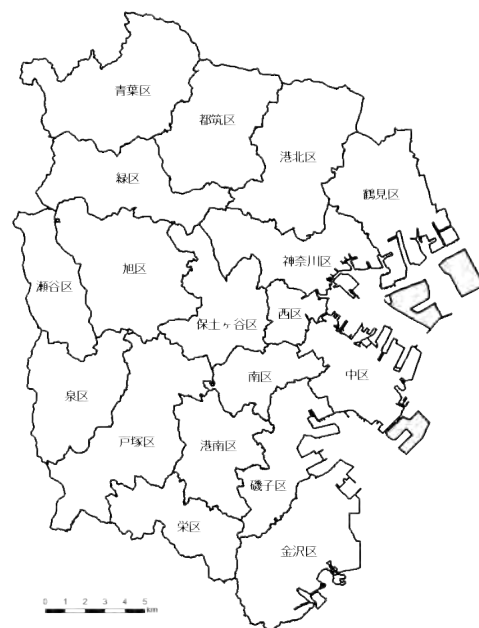 青葉区
都筑区
港北区
緑区
鶴見区
神奈川区
旭区
瀬谷区
保土ヶ谷区
西区
南区
中区
泉区
戸塚区
港南区
磯子区
栄区
金沢区
0 1 2 3 4 5
km